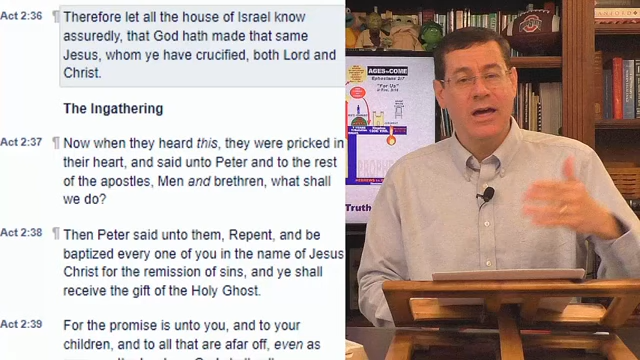 Act 2:36 ¶ Therefore let all the house of Israel know
assuredly, that God hath made that same
Jesus, whom ye have crucified, both Lord and
Christ.
The Ingathering
Act 2:37 ¶ Now when they heard this, they were pricked in
their heart, and said unto Peter and to the rest
of the apostles, Men and brethren, what shall
we do?
Act 2:38 ¶ Then Peter said unto them, Repent, and be
baptized every one of you in the name of Jesus
Christ for the remission of sins, and ye shall
receive the gift of the Holy Ghost.
Act 2:39 For the promise is unto you, and to your
children, and to all that are afar off, even as
AGES to COME
Ephesians 2:7
"For Us"
Truth